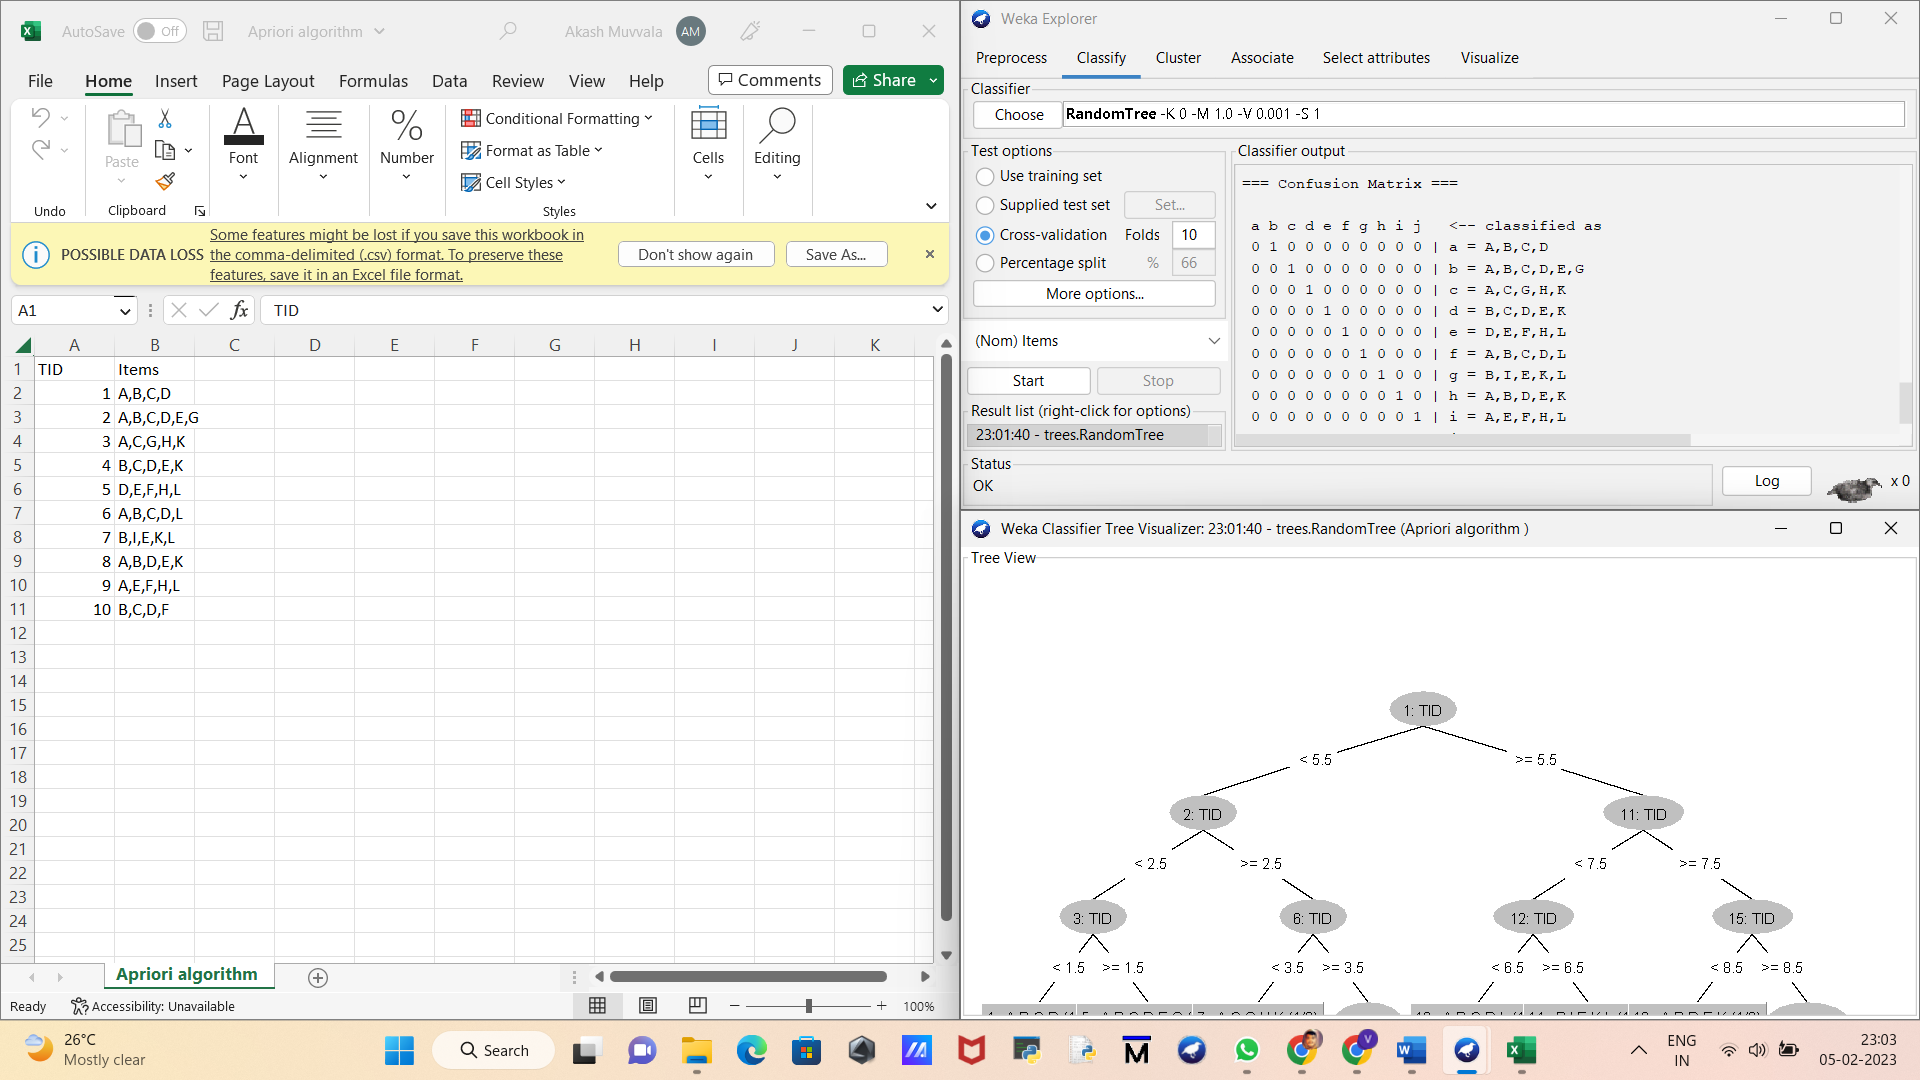 AutoSave Off Apriori algorithm Akash Muvvala AM
File Home Insert Page Layout Formulas Data Review View Help Comments Share
Paste
Font
Alignment
Number
Conditional Formatting
Format as Table
Cell Styles
Cells
Editing
Undo Clipboard Styles
POSSIBLE DATA LOSS Some features might be lost if you save this workbook in
the comma-delimited (.csv) format. To preserve these
features, save it in an Excel file format.
Don't show again Save As...
A1 fx TID
A B C D E F G H I J K
1 TID Items
2 1 A,B,C,D
3 2 A,B,C,D,E,G
4 3 A,C,G,H,K
5 4 B,C,D,E,K
6 5 D,E,F,H,L
7 6 A,B,C,D,L
8 7 B,I,E,K,L
9 8 A,B,D,E,K
10 9 A,E,F,H,L
11 10 B,C,D,F
12
13
14
15
16
17
18
19
20
21
22
23
24
25
Apriori algorithm
Ready Accessibility: Unavailable 100%
Weka Explorer
Preprocess Classify Cluster Associate Select attributes Visualize
Classifier
Choose RandomTree -K 0 -M 1.0 -V 0.001 -S 1
Test options
Use training set
Supplied test set Set...
Cross-validation Folds 10
Percentage split % 66
More options...
(Nom) Items
Start Stop
Result list (right-click for options)
23:01:40 - trees.RandomTree
Classifier output
=== Confusion Matrix ===
a b c d e f g h i j <-- classified as
0 1 0 0 0 0 0 0 0 0 | a = A,B,C,D
0 0 1 0 0 0 0 0 0 0 | b = A,B,C,D,E,G
0 0 0 1 0 0 0 0 0 0 | c = A,C,G,H,K
0 0 0 0 1 0 0 0 0 0 | d = B,C,D,E,K
0 0 0 0 0 1 0 0 0 0 | e = D,E,F,H,L
0 0 0 0 0 0 1 0 0 0 | f = A,B,C,D,L
0 0 0 0 0 0 0 1 0 0 | g = B,I,E,K,L
0 0 0 0 0 0 0 0 1 0 | h = A,B,D,E,K
0 0 0 0 0 0 0 0 0 1 | i = A,E,F,H,L
Status
OK
Log x 0
Weka Classifier Tree Visualizer: 23:01:40 - trees.RandomTree (Apriori algorithm )
Tree View
1: TID
< 5.5 >= 5.5
2: TID 11: TID
< 2.5 >= 2.5 < 7.5 >= 7.5
3: TID 6: TID 12: TID 15: TID
< 1.5 >= 1.5 < 3.5 >= 3.5 < 6.5 >= 6.5 < 8.5 >= 8.5
26°C
Mostly clear
Search
ENG
IN
23:03
05-02-2023